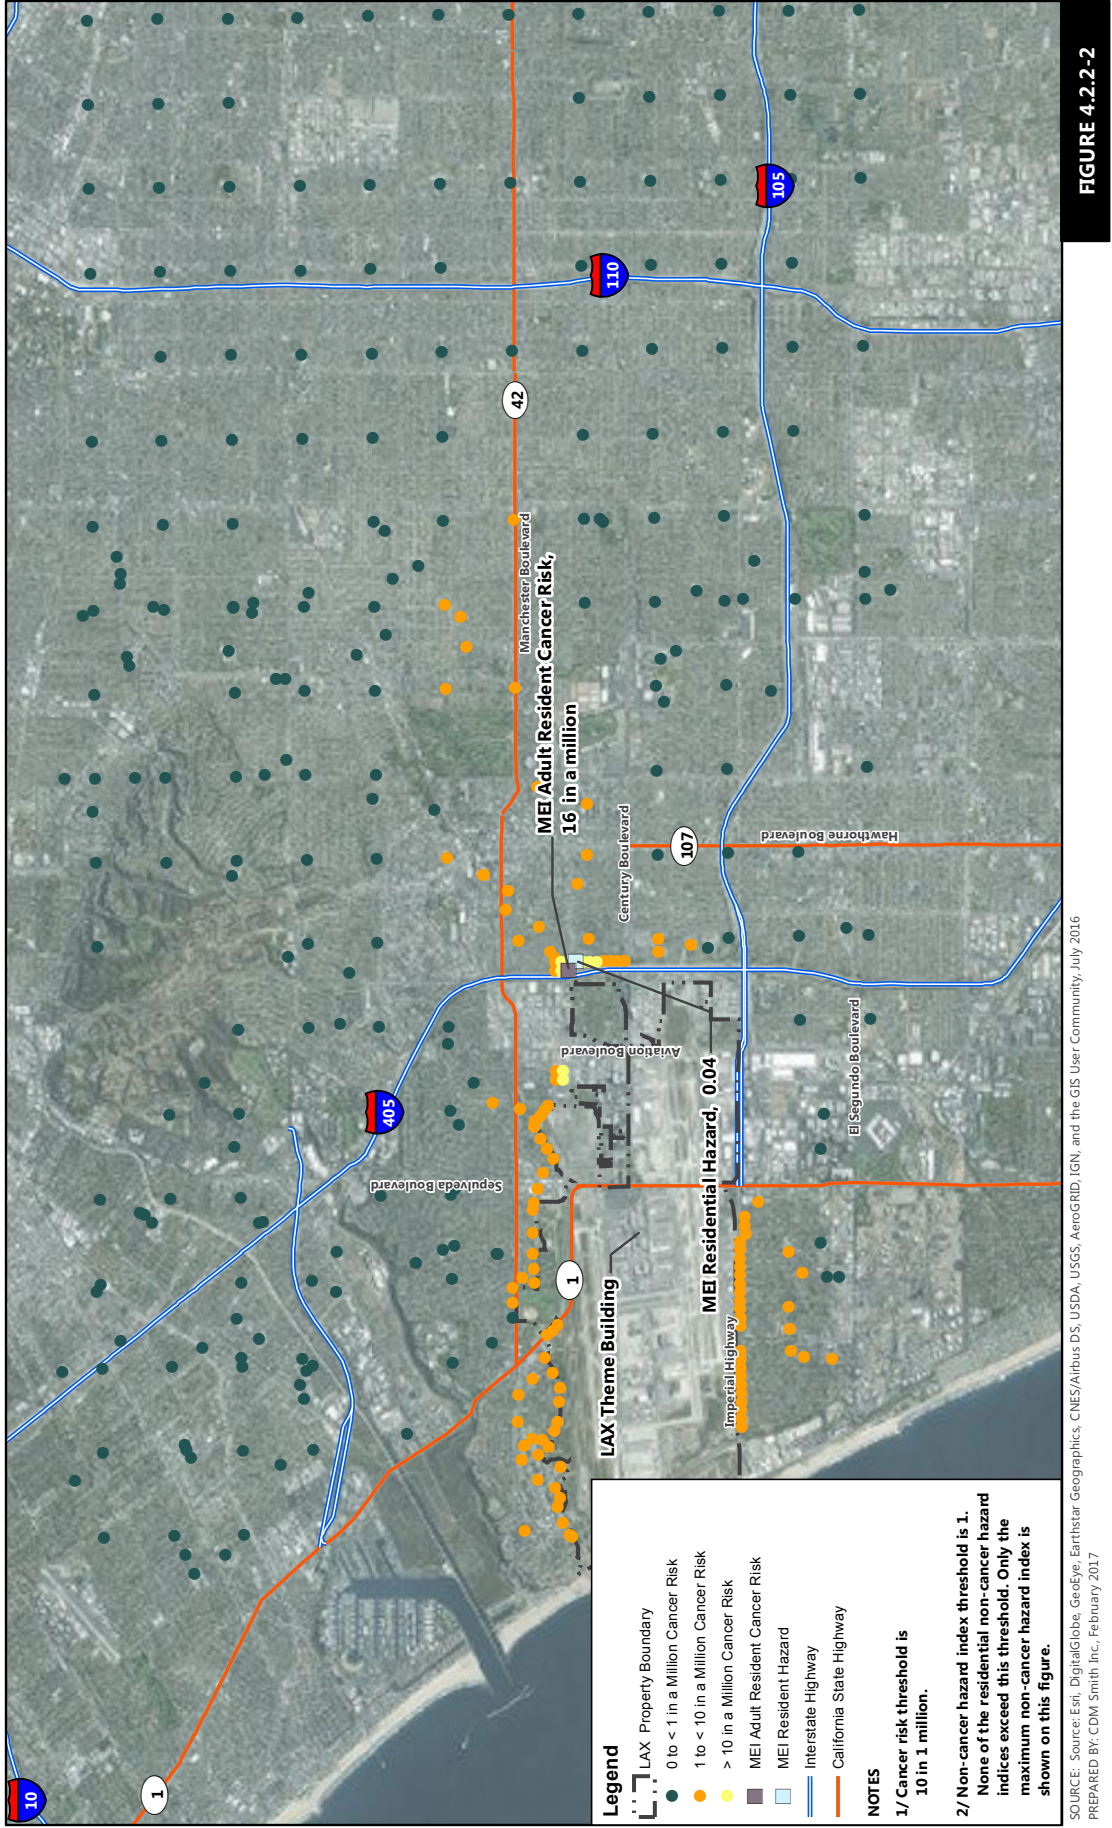 FIGURE 4.2.2-2
10
1
405
110
105
42
Manchester Boulevard
MEI Adult Resident Cancer Risk,
16 in a million
Century Boulevard
107
Hawthorne Boulevard
Sepulveda Boulevard
Aviation Boulevard
El Segundo Boulevard
MEI Residential Hazard, 0.04
1
LAX Theme Building
Imperial Highway
Legend
LAX Property Boundary
0 to < 1 in a Million Cancer Risk
1 to < 10 in a Million Cancer Risk
> 10 in a Million Cancer Risk
MEI Adult Resident Cancer Risk
MEI Resident Hazard
Interstate Highway
California State Highway
NOTES
1/ Cancer risk threshold is
10 in 1 million.
2/ Non-cancer hazard index threshold is 1.
None of the residential non-cancer hazard
indices exceed this threshold. Only the
maximum non-cancer hazard index is
shown on this figure.
SOURCE: Source: Esri, DigitalGlobe, GeoEye, Earthstar Geographics, CNES/Airbus DS, USDA, USGS, AeroGRID, IGN, and the GIS User Community, July 2016
PREPARED BY: CDM Smith Inc., February 2017